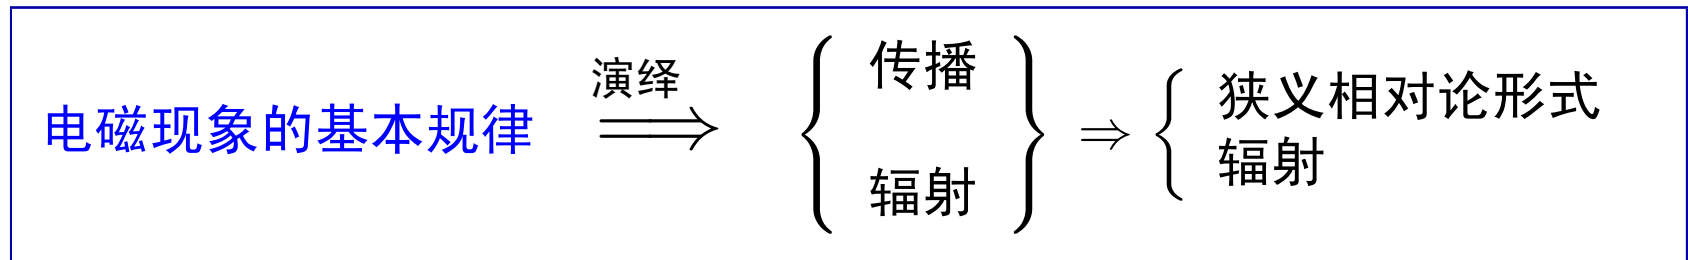 演绎
电磁现象的基本规律 ⟹ { 传播 } ⇒ { 狭义相对论形式
辐射 辐射